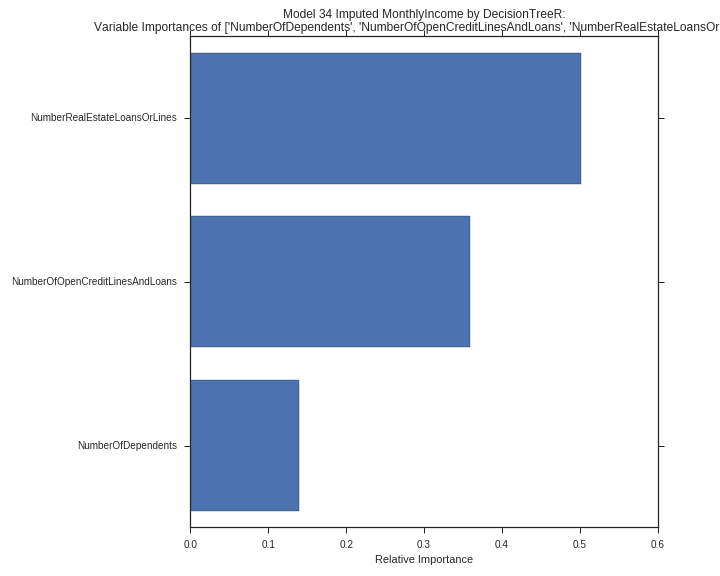 Model 34 Imputed MonthlyIncome by DecisionTreeR:
Variable Importances of ['NumberOfDependents', 'NumberOfOpenCreditLinesAndLoans', 'NumberRealEstateLoansOr
NumberRealEstateLoansOrLines
NumberOfOpenCreditLinesAndLoans
NumberOfDependents
0.0 0.1 0.2 0.3 0.4 0.5 0.6
Relative Importance